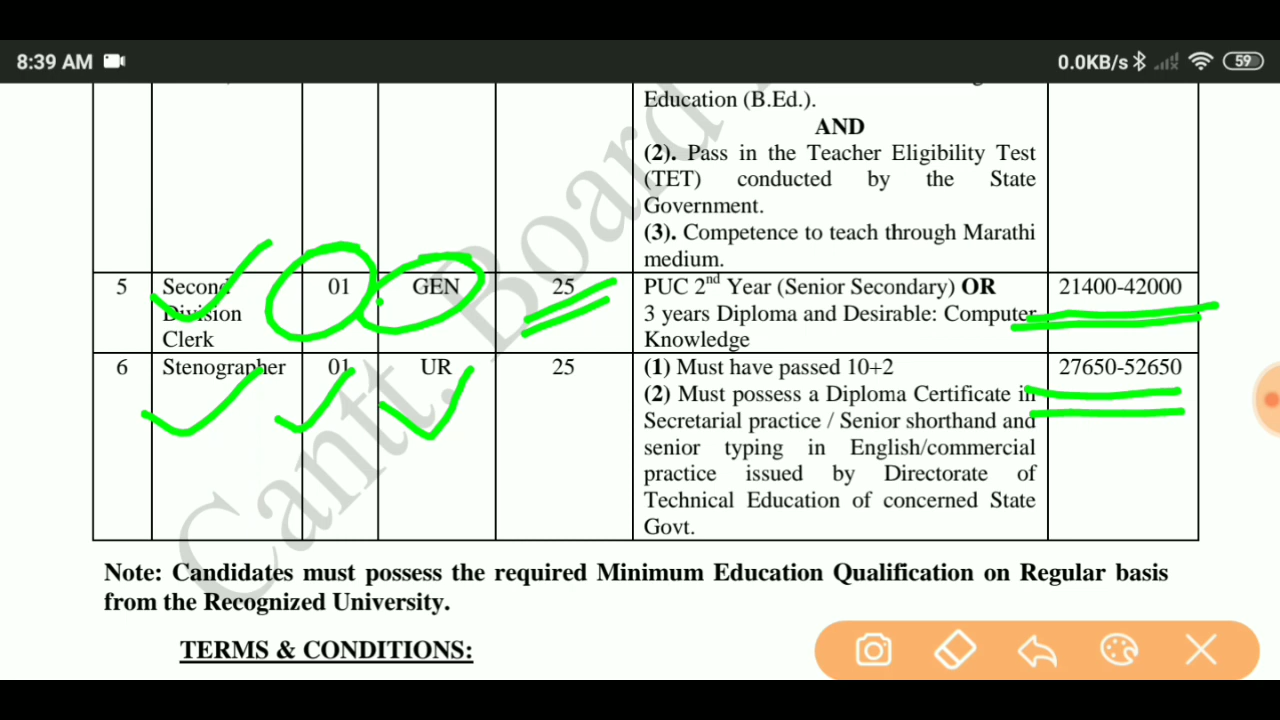 8:39 AM
0.0KB/s
59
Education (B.Ed.).
AND
(2). Pass in the Teacher Eligibility Test
(TET) conducted by the State
Government.
(3). Competence to teach through Marathi
medium.
5 Second 01 GEN 25 PUC 2nd Year (Senior Secondary) OR 21400-42000
Division 3 years Diploma and Desirable: Computer
Clerk Knowledge
6 Stenographer 01 UR 25 (1) Must have passed 10+2 27650-52650
(2) Must possess a Diploma Certificate in
Secretarial practice / Senior shorthand and
senior typing in English/commercial
practice issued by Directorate of
Technical Education of concerned State
Govt.
Cantt. Board
Note: Candidates must possess the required Minimum Education Qualification on Regular basis
from the Recognized University.
TERMS & CONDITIONS: